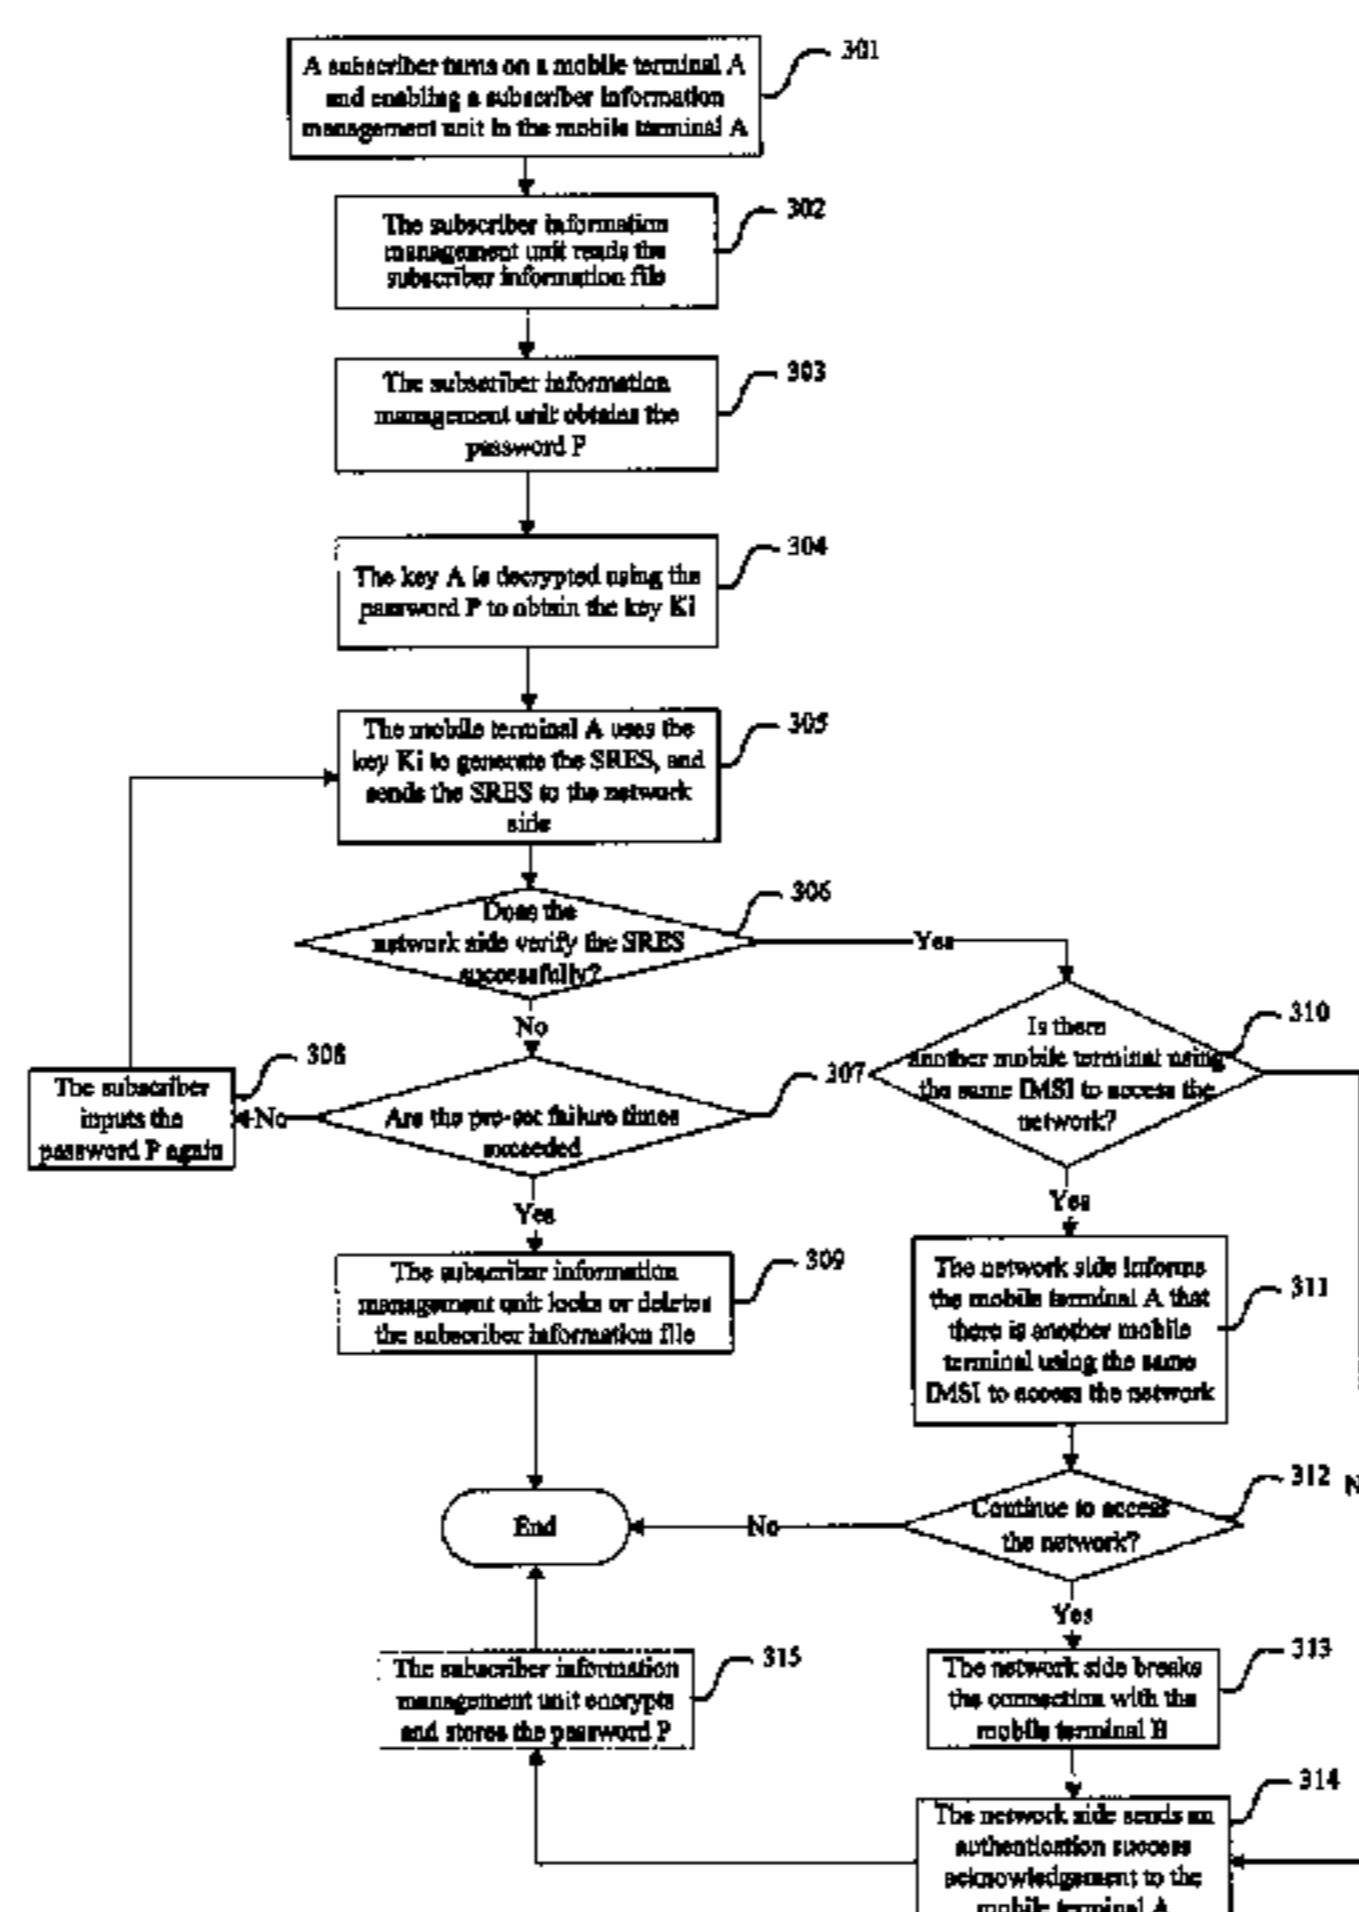 A subscriber turns on a mobile terminal A
and enabling a subscriber information
management unit in the mobile terminal A
301
The subscriber information
management unit reads the
subscriber information file
302
The subscriber information
management unit obtains the
password P
303
The key A is decrypted using the
password P to obtain the key Ki
304
The mobile terminal A uses the
key Ki to generate the SRES, and
sends the SRES to the network
side
305
Does the
network side verify the SRES
successfully?
306
Yes
No
Are the pre-set failure times
exceeded
307
No
The subscriber
inputs the
password P again
308
Yes
The subscriber information
management unit locks or deletes
the subscriber information file
309
Is there
another mobile terminal using
the same IMSI to access the
network?
310
Yes
The network side informs
the mobile terminal A that
there is another mobile
terminal using the same
IMSI to access the network
311
Continue to access
the network?
312
N
No
End
Yes
The network side breaks
the connection with the
mobile terminal B
313
The network side sends an
authentication success
acknowledgement to the
mobile terminal A
314
The subscriber information
management unit encrypts
and stores the password P
315